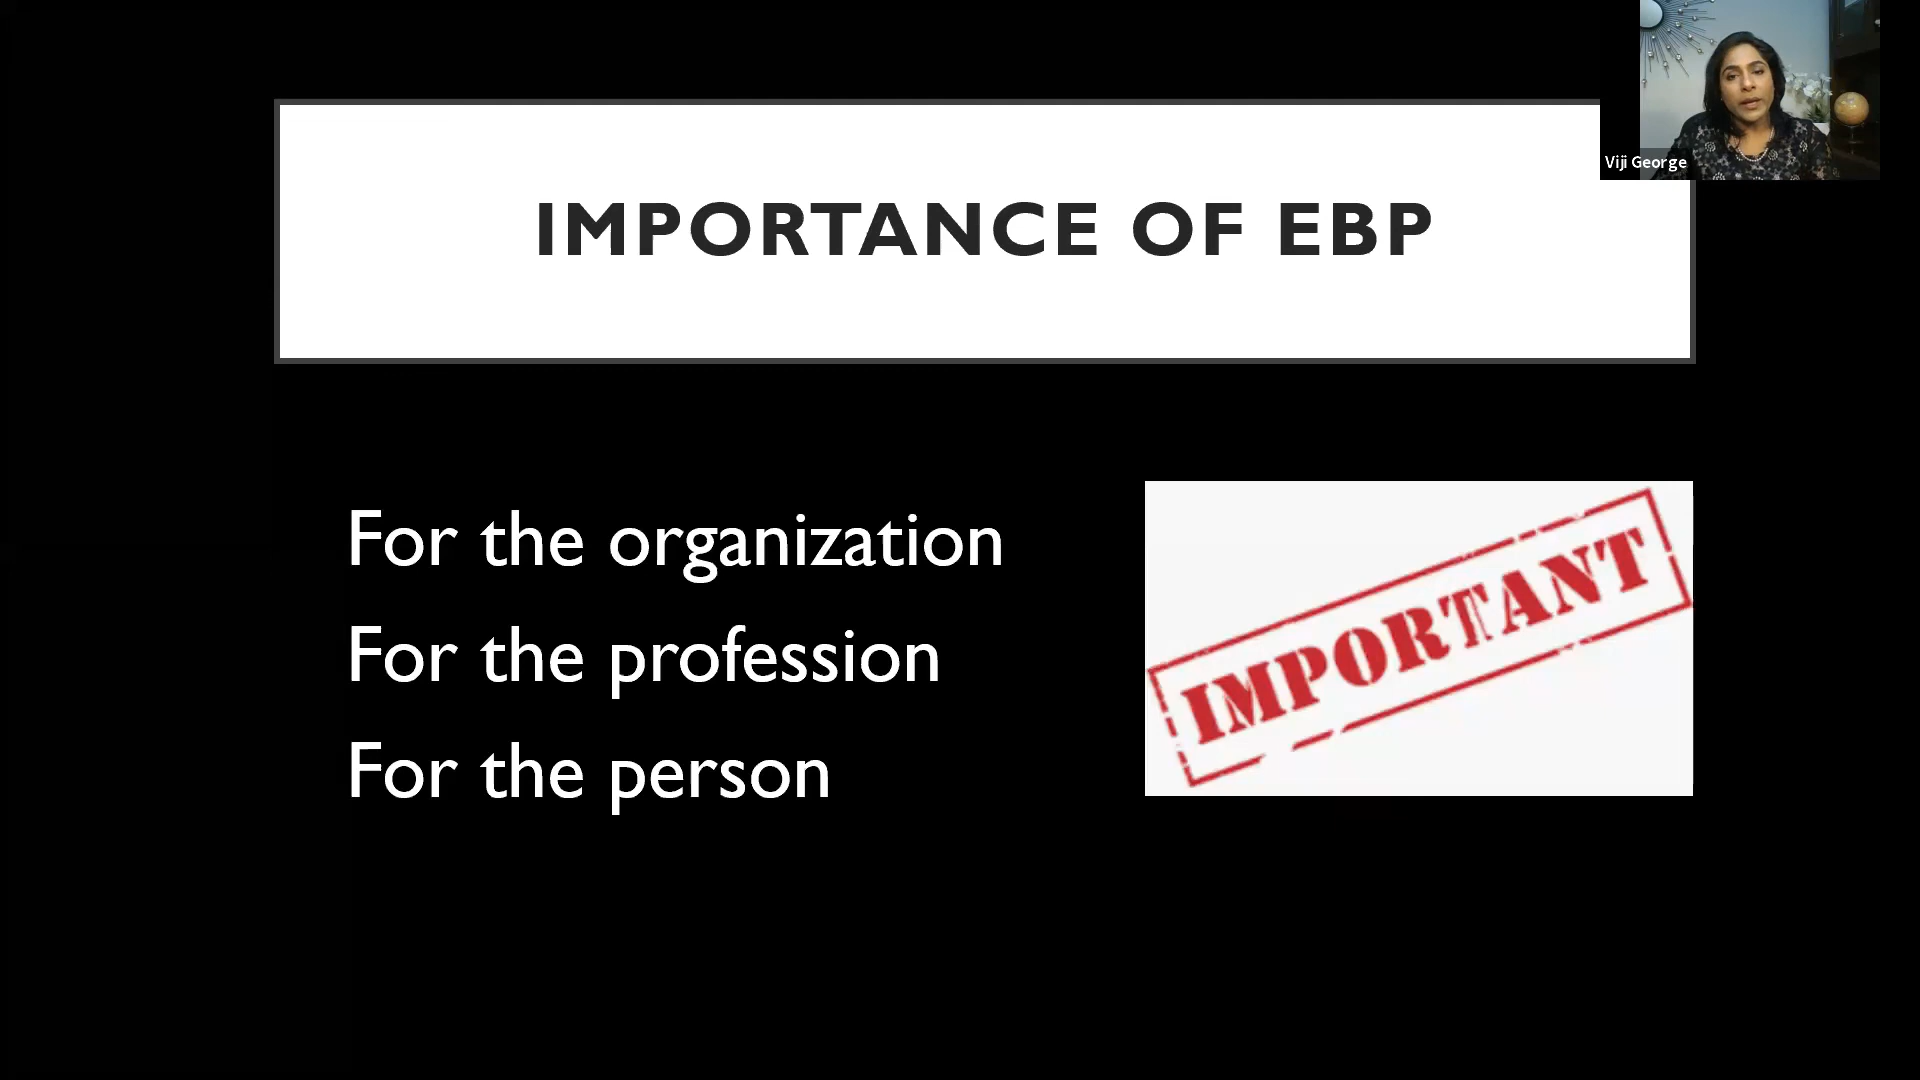 Viji George
IMPORTANCE OF EBP
For the organization
For the profession
For the person
IMPORTANT